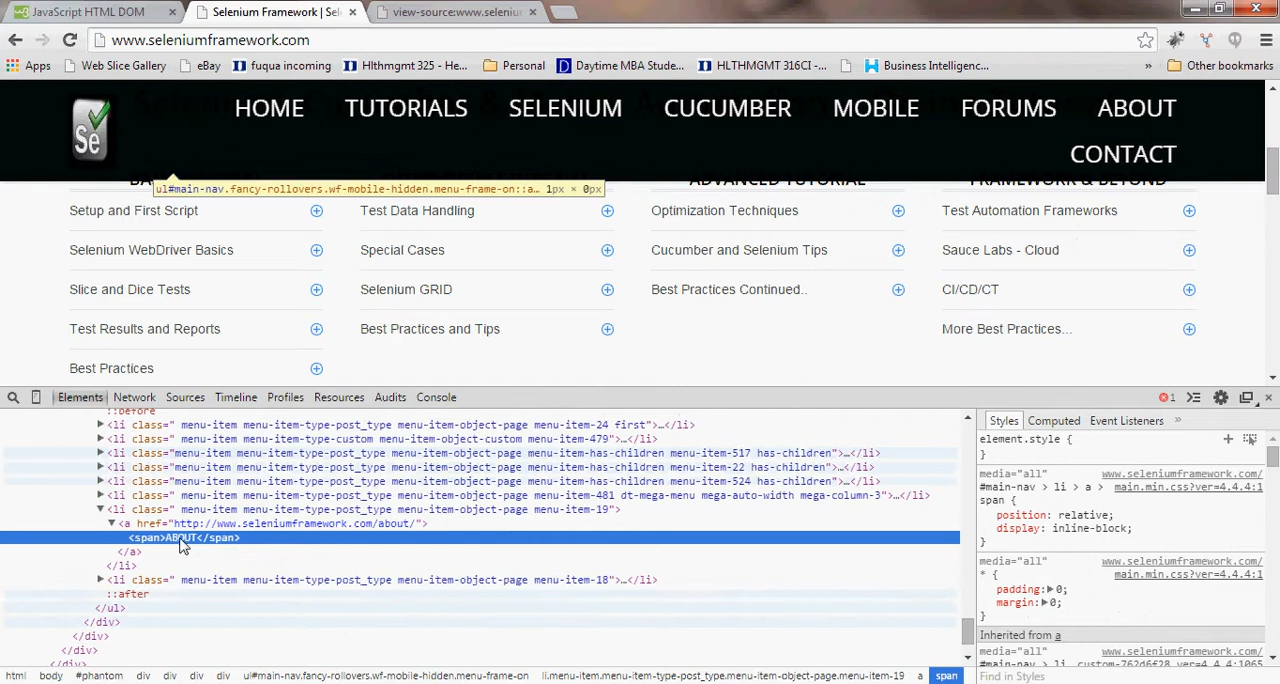 JavaScript HTML DOM
Selenium Framework | Sel
view-source:www.seleniu
www.seleniumframework.com
Apps
Web Slice Gallery
eBay
fuqua incoming
Hlthmgmt 325 - He...
Personal
Daytime MBA Stude...
HLTHMGMT 316CI -...
Business Intelligenc...
»
Other bookmarks
Se
HOME
TUTORIALS
SELENIUM
CUCUMBER
MOBILE
FORUMS
ABOUT
CONTACT
ul#main-nav.fancy-rollovers.wf-mobile-hidden.menu-frame-on::a… 1px × 0px
ADVANCED TUTORIAL
FRAMEWORK & BEYOND
Setup and First Script
Test Data Handling
Optimization Techniques
Test Automation Frameworks
Selenium WebDriver Basics
Special Cases
Cucumber and Selenium Tips
Sauce Labs - Cloud
Slice and Dice Tests
Selenium GRID
Best Practices Continued..
CI/CD/CT
Test Results and Reports
Best Practices and Tips
More Best Practices...
Best Practices
Elements Network Sources Timeline Profiles Resources Audits Console
1
::before
<li class=" menu-item menu-item-type-post_type menu-item-object-page menu-item-24 first">…</li>
<li class=" menu-item menu-item-type-custom menu-item-object-custom menu-item-479">…</li>
<li class="menu-item menu-item-type-post_type menu-item-object-page menu-item-has-children menu-item-517 has-children">…</li>
<li class="menu-item menu-item-type-post_type menu-item-object-page menu-item-has-children menu-item-22 has-children">…</li>
<li class="menu-item menu-item-type-post_type menu-item-object-page menu-item-has-children menu-item-524 has-children">…</li>
<li class=" menu-item menu-item-type-post_type menu-item-object-page menu-item-481 dt-mega-menu mega-auto-width mega-column-3">…</li>
<li class=" menu-item menu-item-type-post_type menu-item-object-page menu-item-19">
<a href="http://www.seleniumframework.com/about/">
<span>ABOUT</span>
</a>
</li>
<li class=" menu-item menu-item-type-post_type menu-item-object-page menu-item-18">…</li>
::after
</ul>
</div>
</div>
</div>
</div>
html body #phantom div div div div ul#main-nav.fancy-rollovers.wf-mobile-hidden.menu-frame-on li.menu-item.menu-item-type-post_type.menu-item-object-page.menu-item-19 a span
Styles Computed Event Listeners »
element.style {
}
media="all" www.seleniumframework.com/
#main-nav > li > a > main.min.css?ver=4.4.4:1
span {
position: relative;
display: inline-block;
}
media="all" www.seleniumframework.com/
* { main.min.css?ver=4.4.4:1
padding: 0;
margin: 0;
}
Inherited from a
media="all" www.seleniumframework.com/
Find in Styles